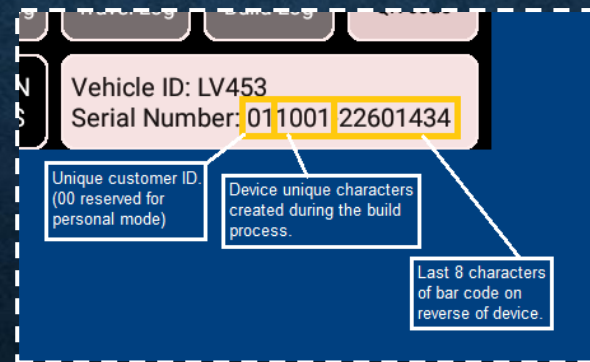 Vehicle ID: LV453
Serial Number: 011001 22601434
Unique customer ID.
(00 reserved for
personal mode)
Device unique characters
created during the build
process.
Last 8 characters
of bar code on
reverse of device.